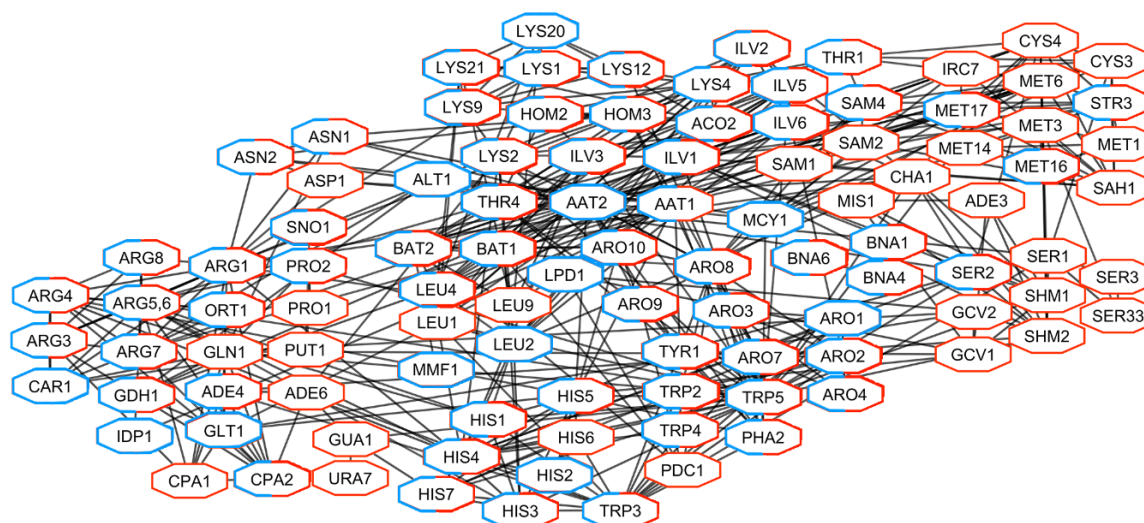 LYS20
ILV2
CYS4
LYS21
LYS1
LYS12
THR1
IRC7
CYS3
LYS4
ILV5
MET6
LYS9
HOM2
HOM3
SAM4
MET17
STR3
ACO2
ILV6
MET3
ASN1
SAM2
MET14
MET1
ASN2
LYS2
ILV3
ILV1
SAM1
MET16
ASP1
ALT1
CHA1
SAH1
THR4
AAT2
AAT1
MIS1
ADE3
SNO1
MCY1
BAT2
BAT1
ARO10
BNA1
ARG8
ARG1
PRO2
LPD1
ARO8
BNA6
SER1
BNA4
SER2
SER3
ARG4
ARG5,6
ORT1
PRO1
LEU4
LEU9
ARO9
ARO3
ARO1
SHM1
LEU1
GCV2
SER33
ARG3
LEU2
SHM2
ARG7
GLN1
PUT1
TYR1
ARO7
ARO2
GCV1
CAR1
MMF1
GDH1
ADE4
ADE6
HIS5
TRP2
TRP5
ARO4
HIS1
IDP1
GLT1
GUA1
HIS6
TRP4
PHA2
HIS4
CPA1
CPA2
URA7
HIS2
PDC1
HIS7
HIS3
TRP3